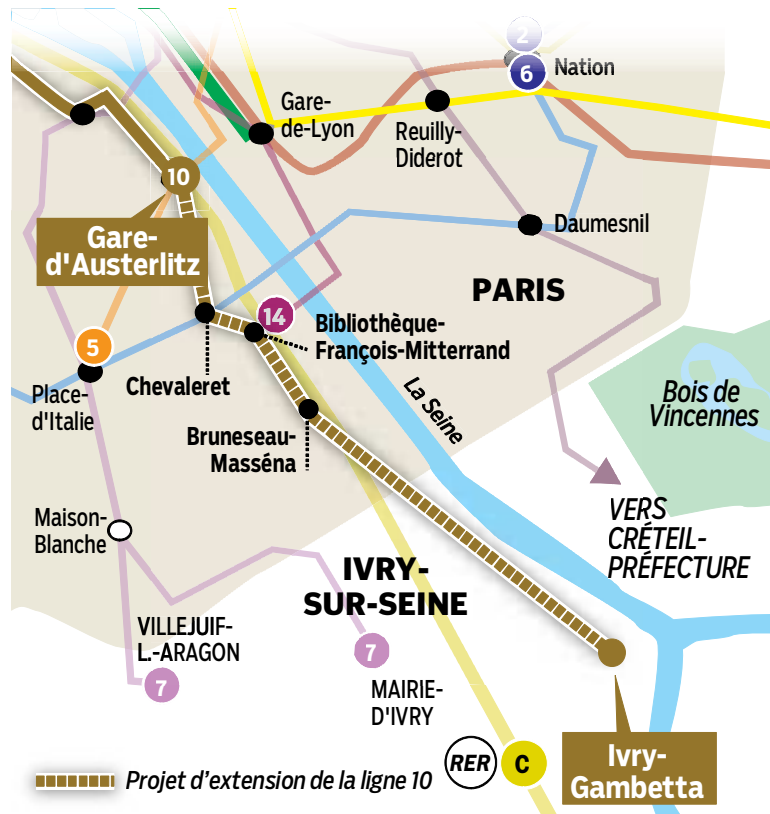 2
6
Nation
Gare-
de-Lyon
Reuilly-
Diderot
10
Gare-
d'Austerlitz
Daumesnil
PARIS
14
Bibliothèque-
François-Mitterrand
5
Chevaleret
La Seine
Bois de
Vincennes
Place-
d'Italie
Bruneseau-
Masséna
VERS
CRÉTEIL-
PRÉFECTURE
Maison-
Blanche
IVRY-
SUR-SEINE
VILLEJUIF-
L.-ARAGON
7
7
MAIRIE-
D'IVRY
RER
C
Ivry-
Gambetta
Projet d'extension de la ligne 10